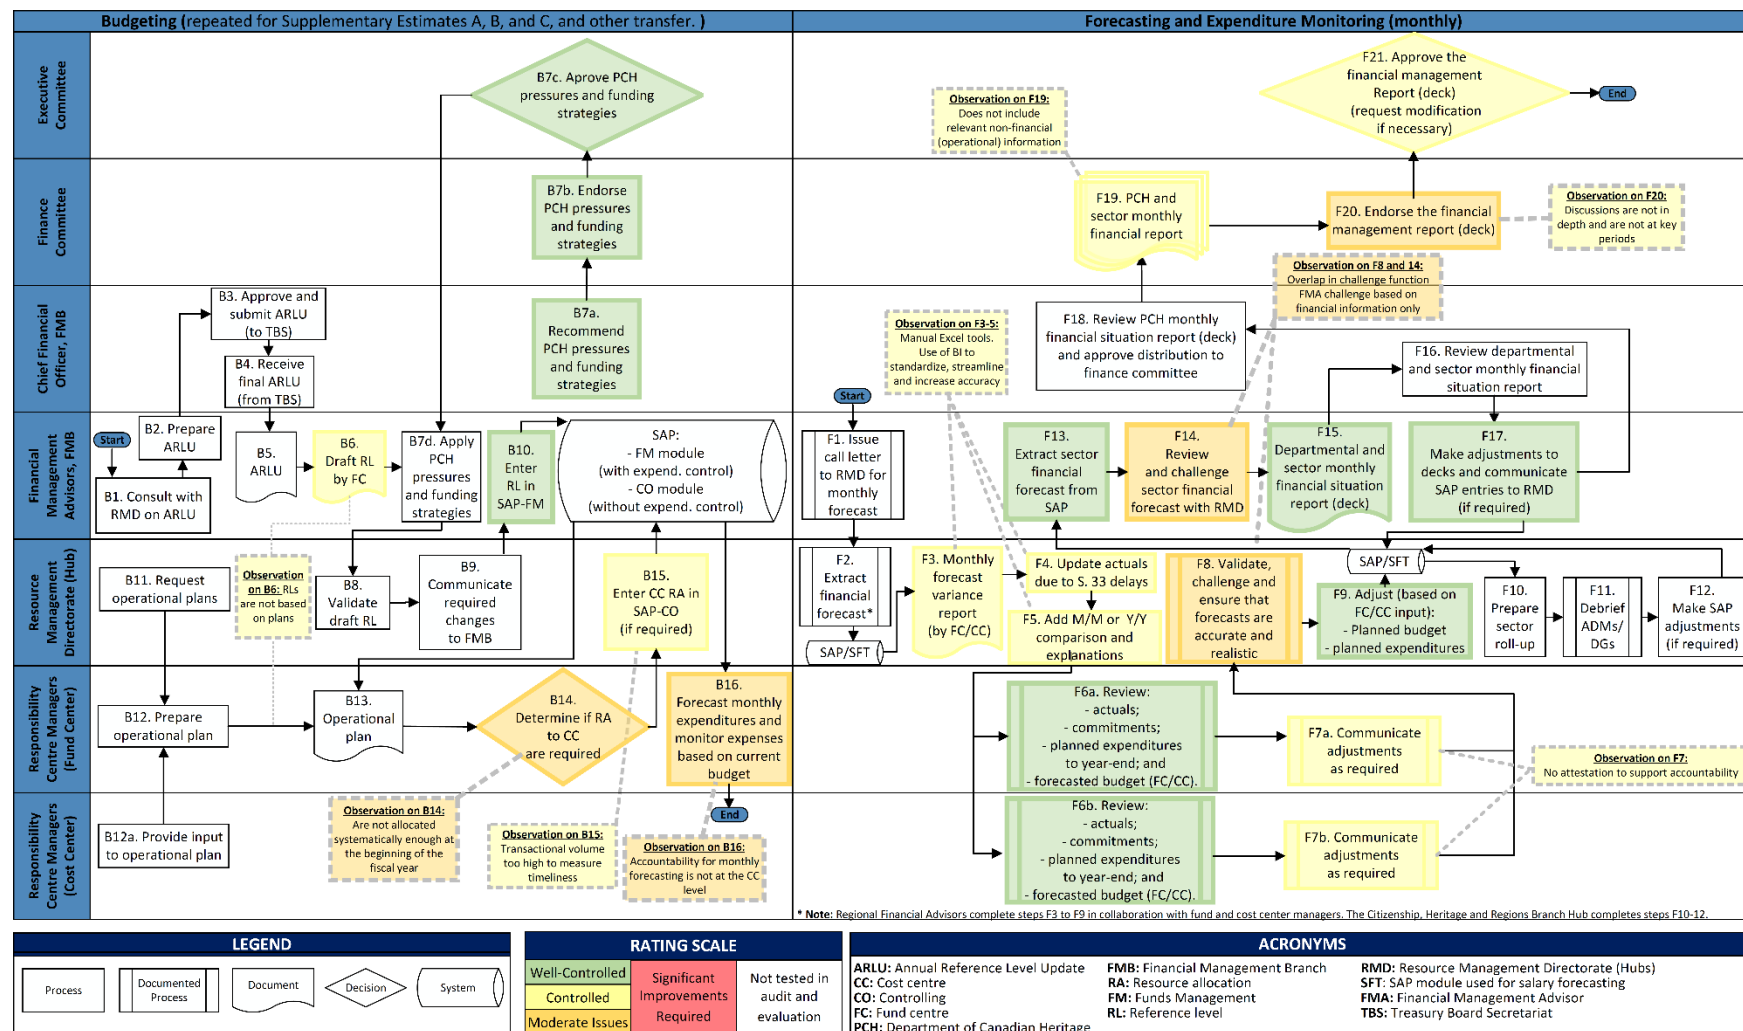 Budgeting (repeated for Supplementary Estimates A, B, and C, and other transfer. )
Forecasting and Expenditure Monitoring (monthly)
Executive
Committee
B7c. Aprove PCH
pressures and funding
strategies
F21. Approve the
financial management
Report (deck)
(request modification
if necessary)
End
Observation on F19:
Does not include
relevant non-financial
(operational) information
Finance
Committee
B7b. Endorse
PCH pressures
and funding
strategies
F19. PCH and
sector monthly
financial report
F20. Endorse the financial
management report (deck)
Observation on F20:
Discussions are not in
depth and are not at key
periods
Observation on F8 and 14:
Overlap in challenge function
FMA challenge based on
financial information only
Chief Financial
Officer, FMB
B3. Approve and
submit ARLU
(to TBS)
B4. Receive
final ARLU
(from TBS)
B7a.
Recommend
PCH pressures
and funding
strategies
Observation on F3-5:
Manual Excel tools.
Use of BI to
standardize, streamline
and increase accuracy
F18. Review PCH monthly
financial situation report (deck)
and approve distribution to
finance committee
F16. Review departmental
and sector monthly financial
situation report
Start
Financial
Management
Advisors, FMB
Start
B1. Consult with
RMD on ARLU
B2. Prepare
ARLU
B5. ARLU
B6.
Draft RL
by FC
B7d. Apply
PCH
pressures
and funding
strategies
B10.
Enter
RL in
SAP-FM
SAP:
- FM module
(with expend. control)
- CO module
(without expend. control)
F1. Issue
call letter
to RMD for
monthly
forecast
F13.
Extract sector
financial
forecast from
SAP
F14.
Review
and challenge
sector financial
forecast with RMD
F15.
Departmental and
sector monthly
financial situation
report (deck)
F17.
Make adjustments to
decks and communicate
SAP entries to RMD
(if required)
Resource
Management
Directorate (Hub)
B11. Request
operational plans
Observation
on B6: RLs
are not based
on plans
B8.
Validate
draft RL
B9.
Communicate
required
changes
to FMB
B15.
Enter CC RA in
SAP-CO
(if required)
F2.
Extract
financial
forecast*
SAP/SFT
F3. Monthly
forecast
variance
report
(by FC/CC)
F4. Update actuals
due to S. 33 delays
F5. Add M/M or Y/Y
comparison and
explanations
F8. Validate,
challenge and
ensure that
forecasts are
accurate and
realistic
SAP/SFT
F9. Adjust (based on
FC/CC input):
- Planned budget
- planned expenditures
F10.
Prepare
sector
roll-up
F11.
Debrief
ADMs/
DGs
F12.
Make SAP
adjustments
(if required)
Responsibility
Centre Managers
(Fund Center)
B12. Prepare
operational plan
B13.
Operational
plan
B14.
Determine if RA
to CC
are required
B16.
Forecast monthly
expenditures and
monitor expenses
based on current
budget
F6a. Review:
- actuals;
- commitments;
- planned expenditures
to year-end; and
- forecasted budget (FC/CC).
F7a. Communicate
adjustments
as required
Observation on F7:
No attestation to support accountability
Responsibility
Centre Managers
(Cost Center)
B12a. Provide input
to operational plan
Observation on B14:
Are not allocated
systematically enough at
the beginning of the
fiscal year
Observation on B15:
Transactional volume
too high to measure
timeliness
End
Observation on B16:
Accountability for monthly
forecasting is not at the CC
level
F6b. Review:
- actuals;
- commitments;
- planned expenditures
to year-end; and
- forecasted budget (FC/CC).
F7b. Communicate
adjustments
as required
* Note: Regional Financial Advisors complete steps F3 to F9 in collaboration with fund and cost center managers. The Citizenship, Heritage and Regions Branch Hub completes steps F10-12.
LEGEND
Process
Documented
Process
Document
Decision
System
RATING SCALE
Well-Controlled
Controlled
Moderate Issues
Significant
Improvements
Required
Not tested in
audit and
evaluation
ACRONYMS
ARLU: Annual Reference Level Update
CC: Cost centre
CO: Controlling
FC: Fund centre
PCH: Department of Canadian Heritage
FMB: Financial Management Branch
RA: Resource allocation
FM: Funds Management
RL: Reference level
RMD: Resource Management Directorate (Hubs)
SFT: SAP module used for salary forecasting
FMA: Financial Management Advisor
TBS: Treasury Board Secretariat